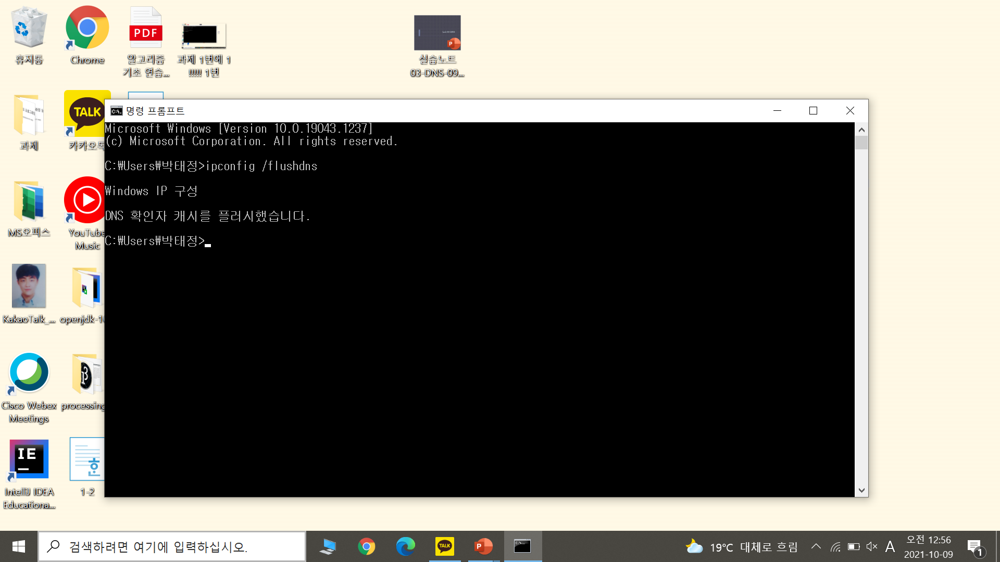 휴지통
Chrome
PDF
알고리즘
기초 연습...
과제 1번에 1
!!!!! 1번
실습노트
03-DNS-09...
과제
TALK
카카오톡
MS오피스
YouTube
Music
KakaoTalk_...
openjdk-16
Cisco Webex
Meetings
processing
IE
IntelliJ IDEA
Educationa...
한
1-2
명령 프롬프트
Microsoft Windows [Version 10.0.19043.1237]
(c) Microsoft Corporation. All rights reserved.
C:₩Users₩박태정>ipconfig /flushdns
Windows IP 구성
DNS 확인자 캐시를 플러시했습니다.
C:₩Users₩박태정>
검색하려면 여기에 입력하십시오.
TALK
19°C 대체로 흐림
A
오전 12:56
2021-10-09
1